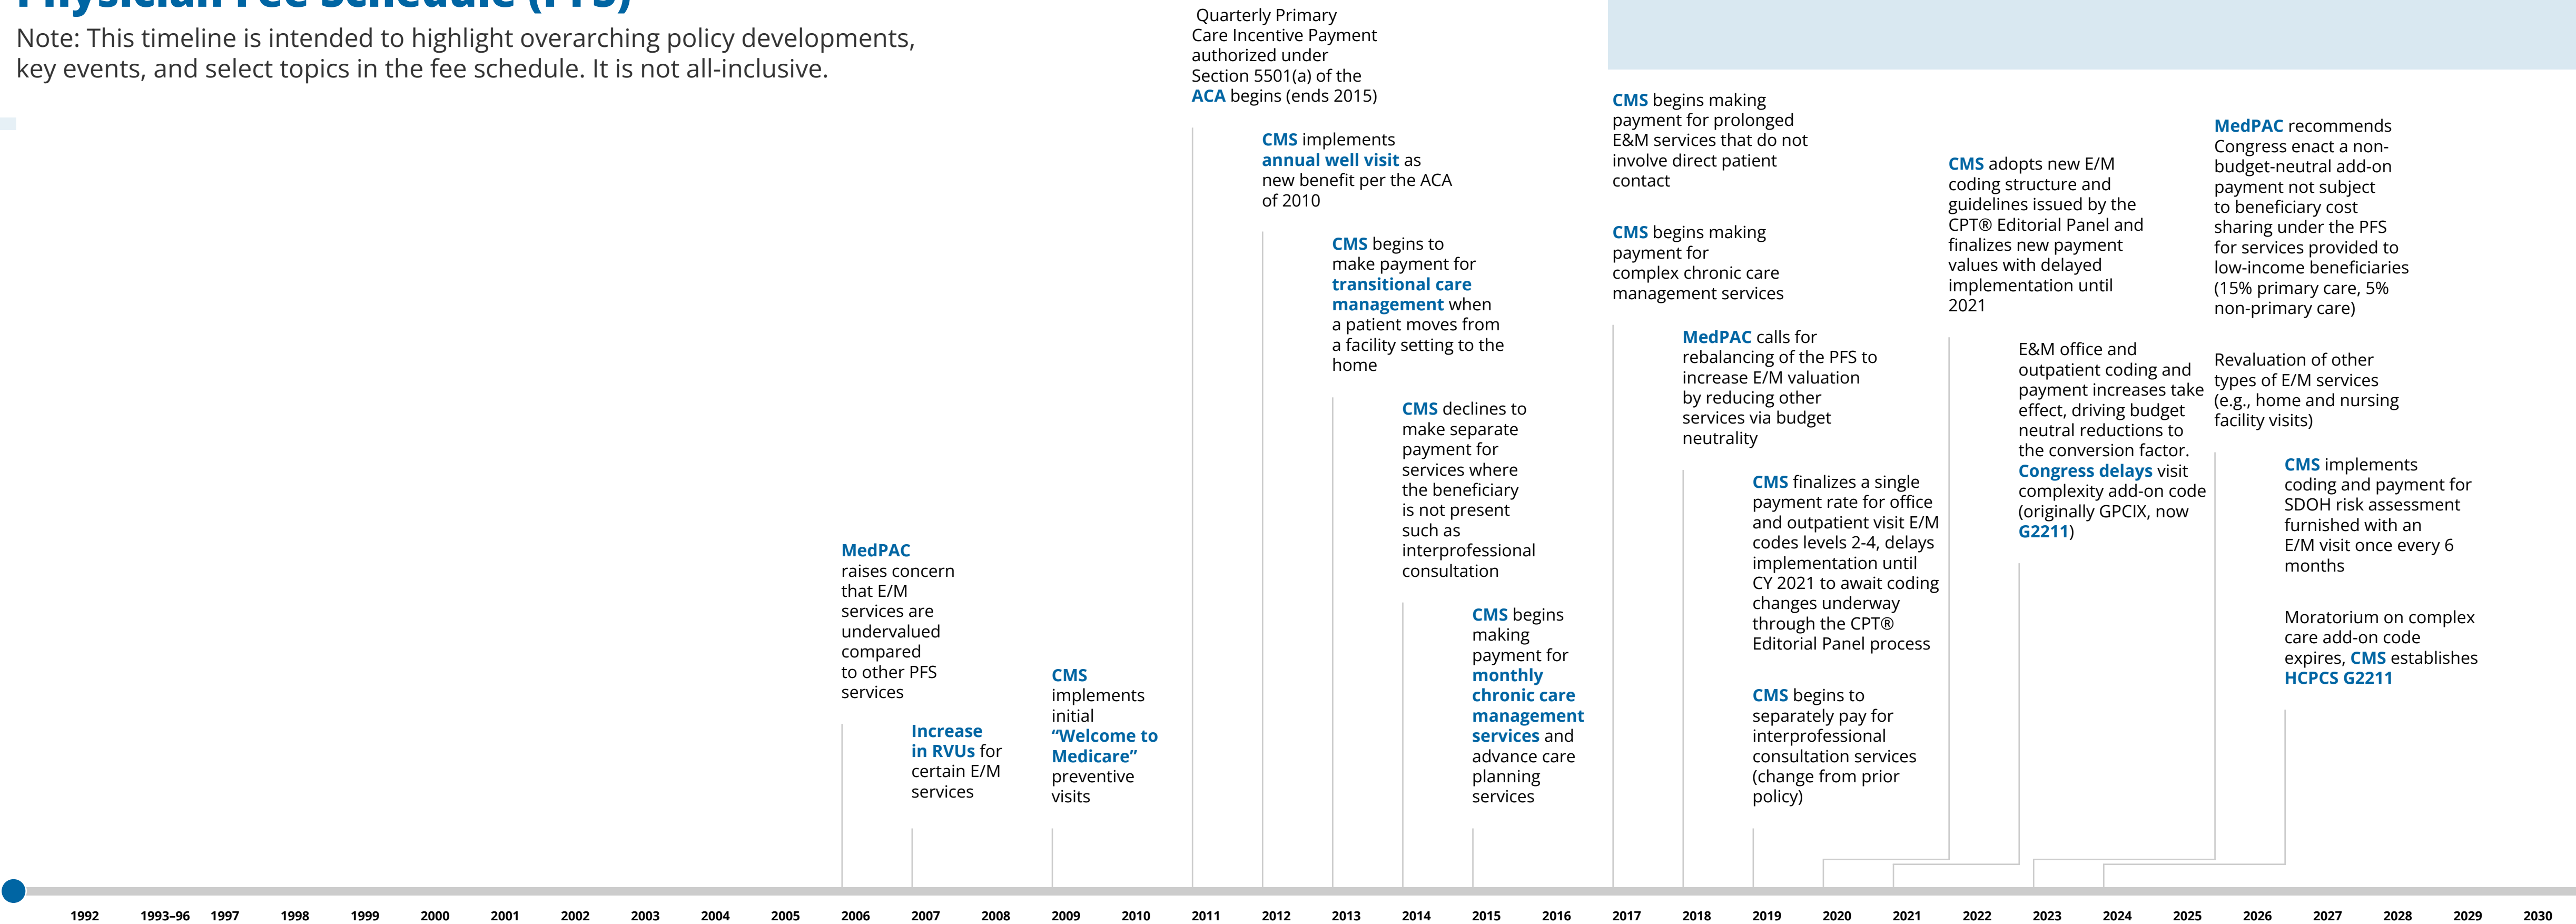 Physician Fee Schedule (PFS)
Note: This timeline is intended to highlight overarching policy developments,
key events, and select topics in the fee schedule. It is not all-inclusive.
MedPAC
raises concern
that E/M
services are
undervalued
compared
to other PFS
services
Increase
in RVUs for
certain E/M
services
CMS
implements
initial
“Welcome to
Medicare”
preventive
visits
Quarterly Primary
Care Incentive Payment
authorized under
Section 5501(a) of the
ACA begins (ends 2015)
CMS implements
annual well visit as
new benefit per the ACA
of 2010
CMS begins to
make payment for
transitional care
management when
a patient moves from
a facility setting to the
home
CMS declines to
make separate
payment for
services where
the beneficiary
is not present
such as
interprofessional
consultation
CMS begins
making
payment for
monthly
chronic care
management
services and
advance care
planning
services
CMS begins making
payment for prolonged
E&M services that do not
involve direct patient
contact
CMS begins making
payment for
complex chronic care
management services
MedPAC calls for
rebalancing of the PFS to
increase E/M valuation
by reducing other
services via budget
neutrality
CMS finalizes a single
payment rate for office
and outpatient visit E/M
codes levels 2-4, delays
implementation until
CY 2021 to await coding
changes underway
through the CPT®
Editorial Panel process
CMS begins to
separately pay for
interprofessional
consultation services
(change from prior
policy)
CMS adopts new E/M
coding structure and
guidelines issued by the
CPT® Editorial Panel and
finalizes new payment
values with delayed
implementation until
2021
E&M office and
outpatient coding and
payment increases take
effect, driving budget
neutral reductions to
the conversion factor.
Congress delays visit
complexity add-on code
(originally GPCIX, now
G2211)
MedPAC recommends
Congress enact a non-
budget-neutral add-on
payment not subject
to beneficiary cost
sharing under the PFS
for services provided to
low-income beneficiaries
(15% primary care, 5%
non-primary care)
Revaluation of other
types of E/M services
(e.g., home and nursing
facility visits)
CMS implements
coding and payment for
SDOH risk assessment
furnished with an
E/M visit once every 6
months
Moratorium on complex
care add-on code
expires, CMS establishes
HCPCS G2211
1992 1993–96 1997 1998 1999 2000 2001 2002 2003 2004 2005 2006 2007 2008 2009 2010 2011 2012 2013 2014 2015 2016 2017 2018 2019 2020 2021 2022 2023 2024 2025 2026 2027 2028 2029 2030